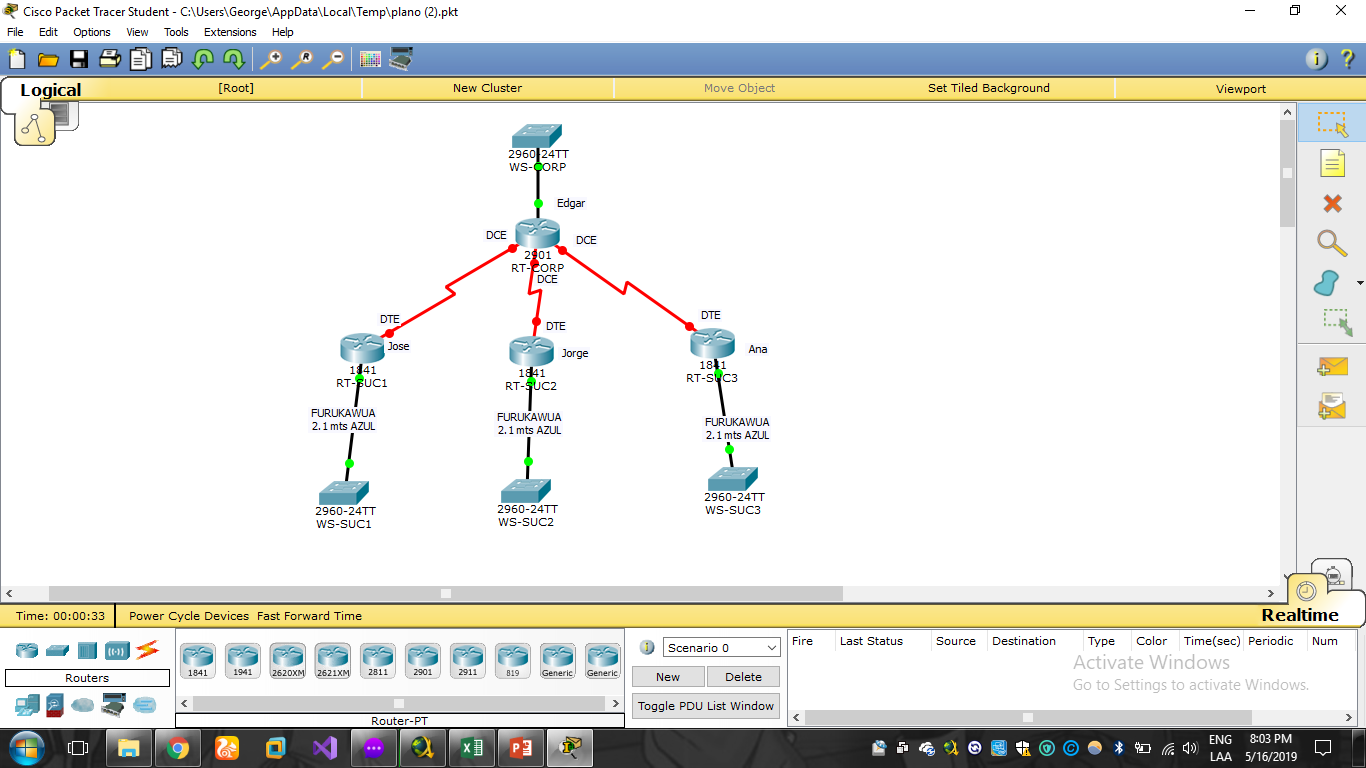 Cisco Packet Tracer Student - C:\Users\George\AppData\Local\Temp\plano (2).pkt
File Edit Options View Tools Extensions Help
Logical [Root] New Cluster Move Object Set Tiled Background Viewport
2960-24TT
WS-CORP
Edgar
DCE
DCE
2901
RT-CORP
DCE
DTE
DTE
DTE
Jose
Jorge
Ana
1841
RT-SUC1
1841
RT-SUC2
1841
RT-SUC3
FURUKAWUA
2.1 mts AZUL
FURUKAWUA
2.1 mts AZUL
FURUKAWUA
2.1 mts AZUL
2960-24TT
WS-SUC1
2960-24TT
WS-SUC2
2960-24TT
WS-SUC3
Time: 00:00:33 Power Cycle Devices Fast Forward Time Realtime
Routers
1841 1941 2620XM 2621XM 2811 2901 2911 819 Generic Generic
Router-PT
Scenario 0
New Delete
Toggle PDU List Window
Fire Last Status Source Destination Type Color Time(sec) Periodic Num
Activate Windows
Go to Settings to activate Windows.
ENG
LAA
8:03 PM
5/16/2019